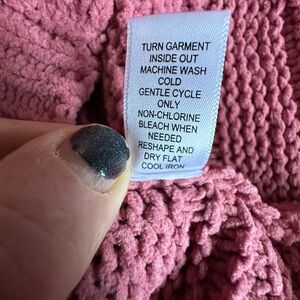 TURN GARMENT
INSIDE OUT
MACHINE WASH
COLD
GENTLE CYCLE
ONLY
NON-CHLORINE
BLEACH WHEN
NEEDED
RESHAPE AND
DRY FLAT
COOL IRON